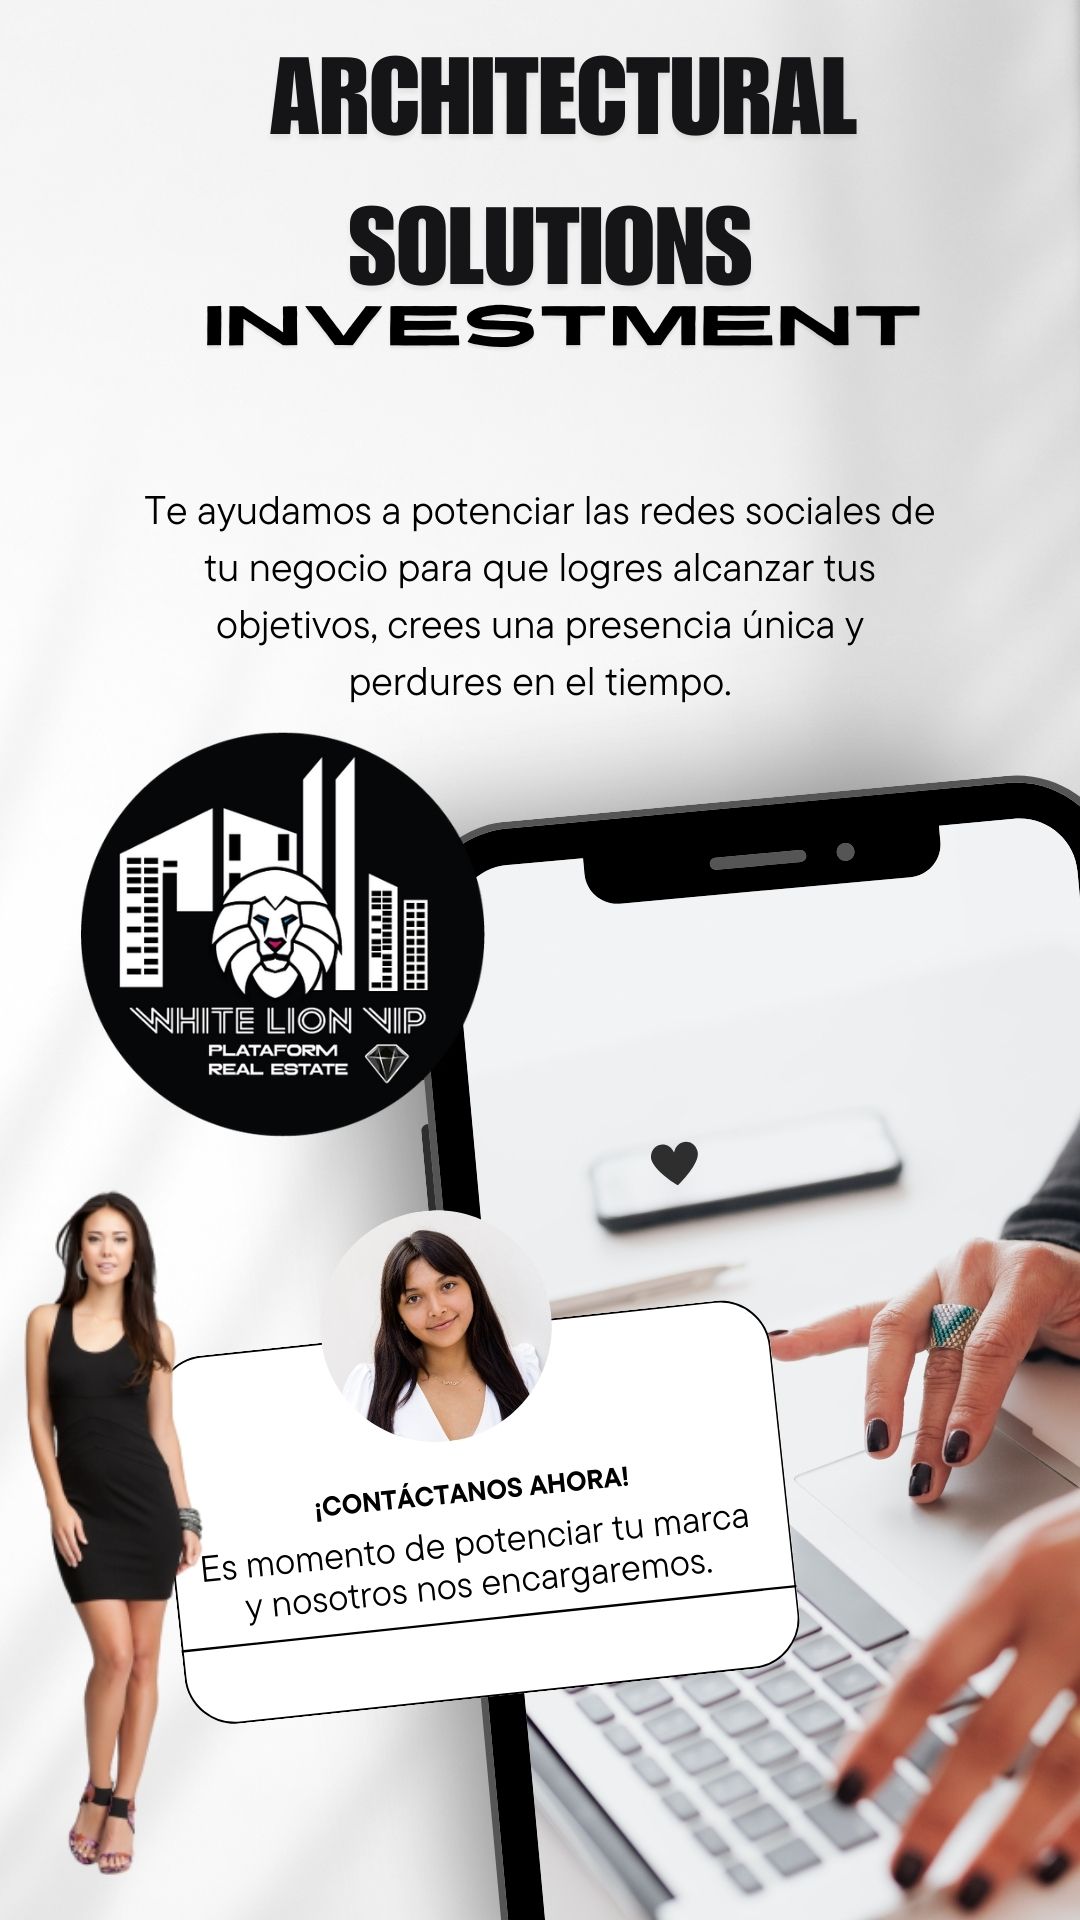 ARCHITECTURAL
SOLUTIONS
INVESTMENT
Te ayudamos a potenciar las redes sociales de
tu negocio para que logres alcanzar tus
objetivos, crees una presencia única y
perdures en el tiempo.
WHITE LION VIP
PLATAFORM
REAL ESTATE
¡CONTÁCTANOS AHORA!
Es momento de potenciar tu marca
y nosotros nos encargaremos.